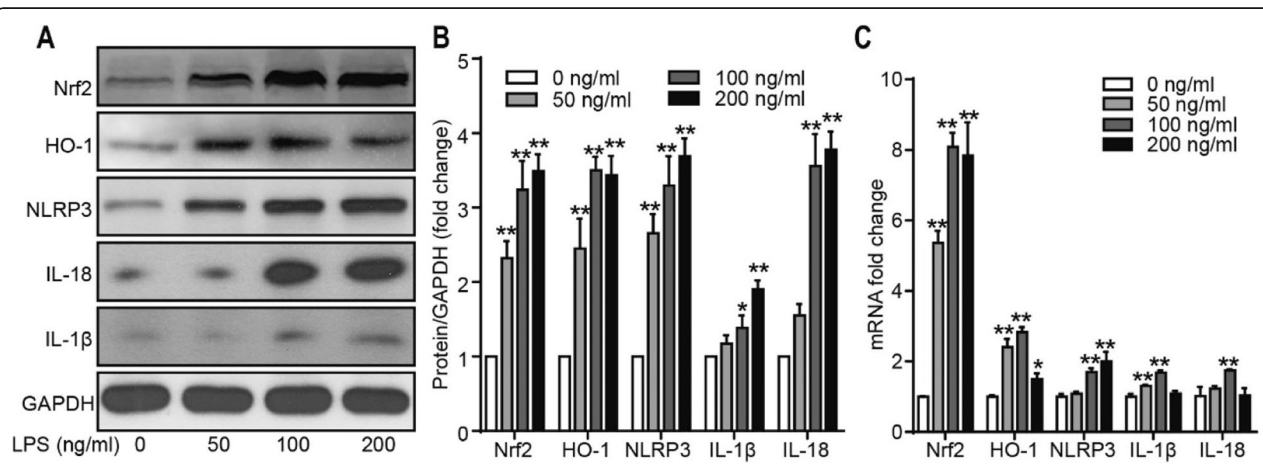 A
Nrf2
HO-1
NLRP3
IL-18
IL-1β
GAPDH
LPS (ng/ml) 0 50 100 200
B
Protein/GAPDH (fold change)
5
4
3
2
1
0
0 ng/ml
50 ng/ml
100 ng/ml
200 ng/ml
** ** **
** ** **
** ** **
* **
** **
Nrf2 HO-1 NLRP3 IL-1β IL-18
C
mRNA fold change
10
8
6
4
2
0
0 ng/ml
50 ng/ml
100 ng/ml
200 ng/ml
** ** **
** ** *
** **
** **
**
Nrf2 HO-1 NLRP3 IL-1β IL-18